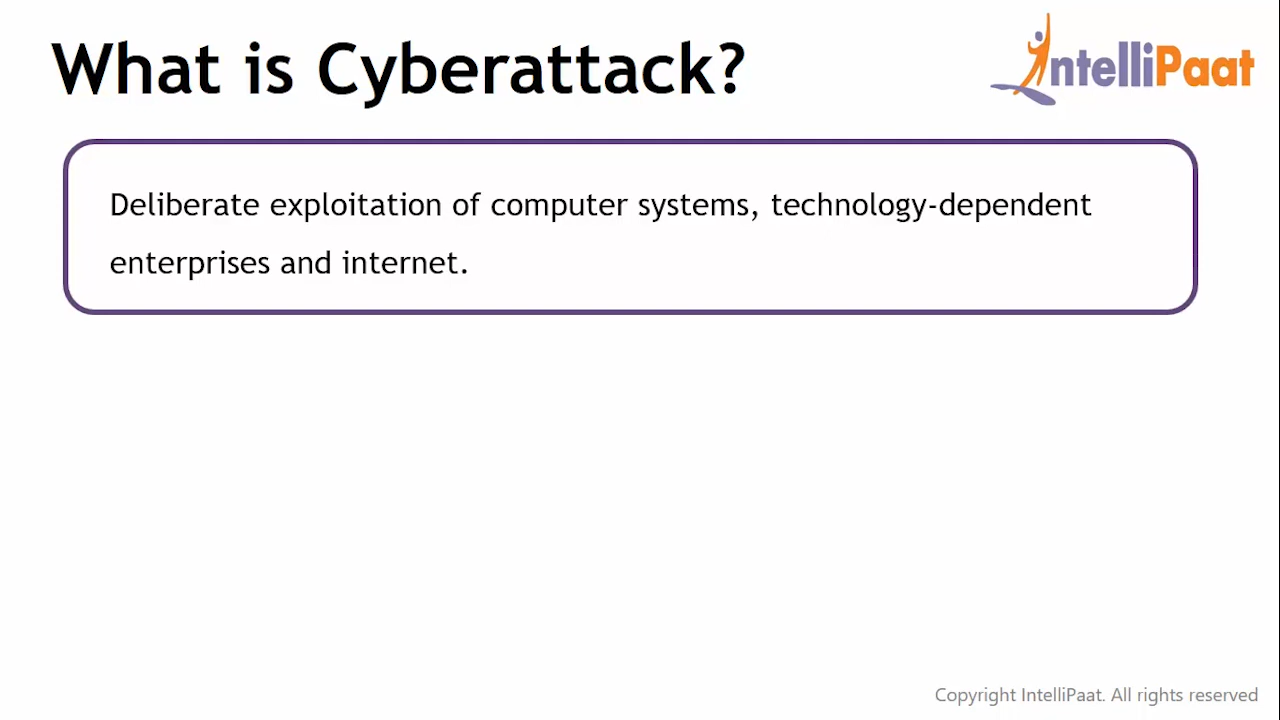 What is Cyberattack?
IntelliPaat
Deliberate exploitation of computer systems, technology-dependent
enterprises and internet.
Copyright IntelliPaat. All rights reserved